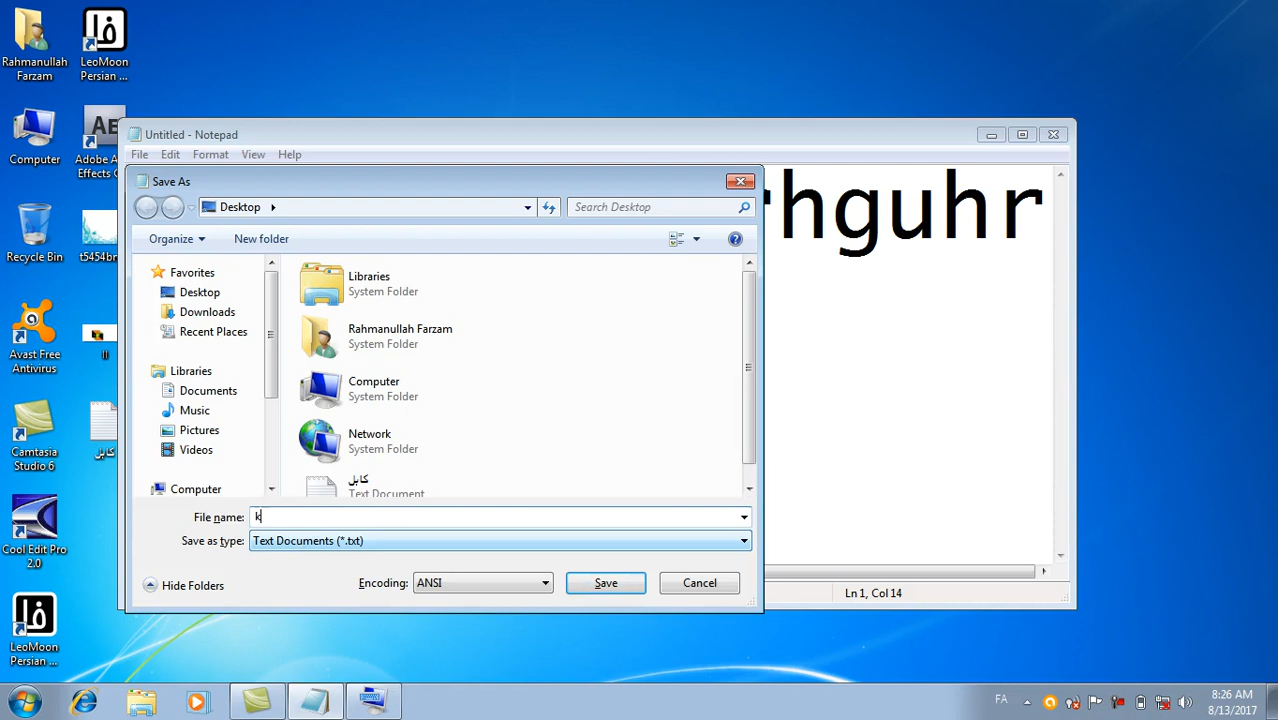 Rahmanullah
Farzam
فا
LeoMoon
Persian ...
Computer
Adobe A
Effects C
Recycle Bin
t5454br
Avast Free
Antivirus
Camtasia
Studio 6
کابل
Cool Edit Pro
2.0
فا
LeoMoon
Persian ...
Untitled - Notepad
File Edit Format View Help
rhguhr
Save As
Desktop
Search Desktop
Organize New folder
Favorites
Desktop
Downloads
Recent Places
Libraries
Documents
Music
Pictures
Videos
Computer
Libraries
System Folder
Rahmanullah Farzam
System Folder
Computer
System Folder
Network
System Folder
کابل
Text Document
File name: k
Save as type: Text Documents (*.txt)
Hide Folders
Encoding: ANSI
Save
Cancel
Ln 1, Col 14
FA
8:26 AM
8/13/2017